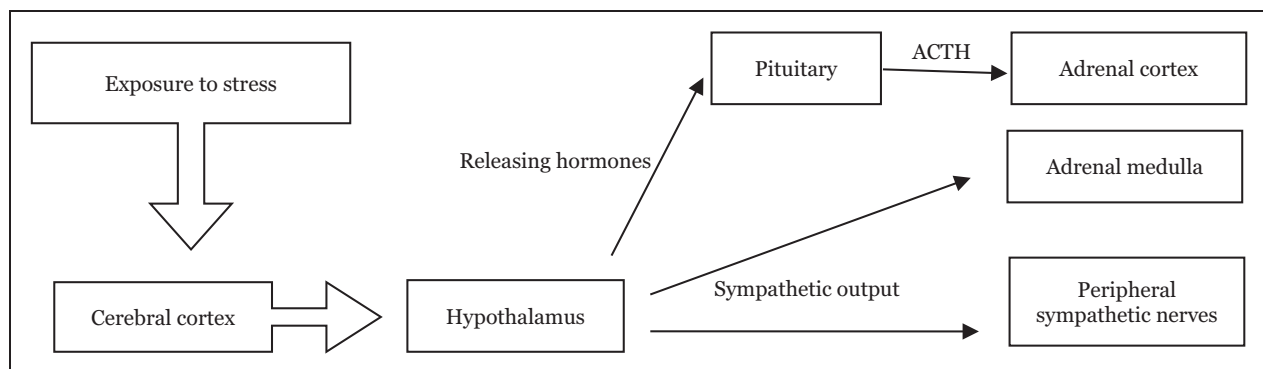 Exposure to stress
Pituitary
ACTH
Adrenal cortex
Releasing hormones
Adrenal medulla
Cerebral cortex
Hypothalamus
Sympathetic output
Peripheral
sympathetic nerves